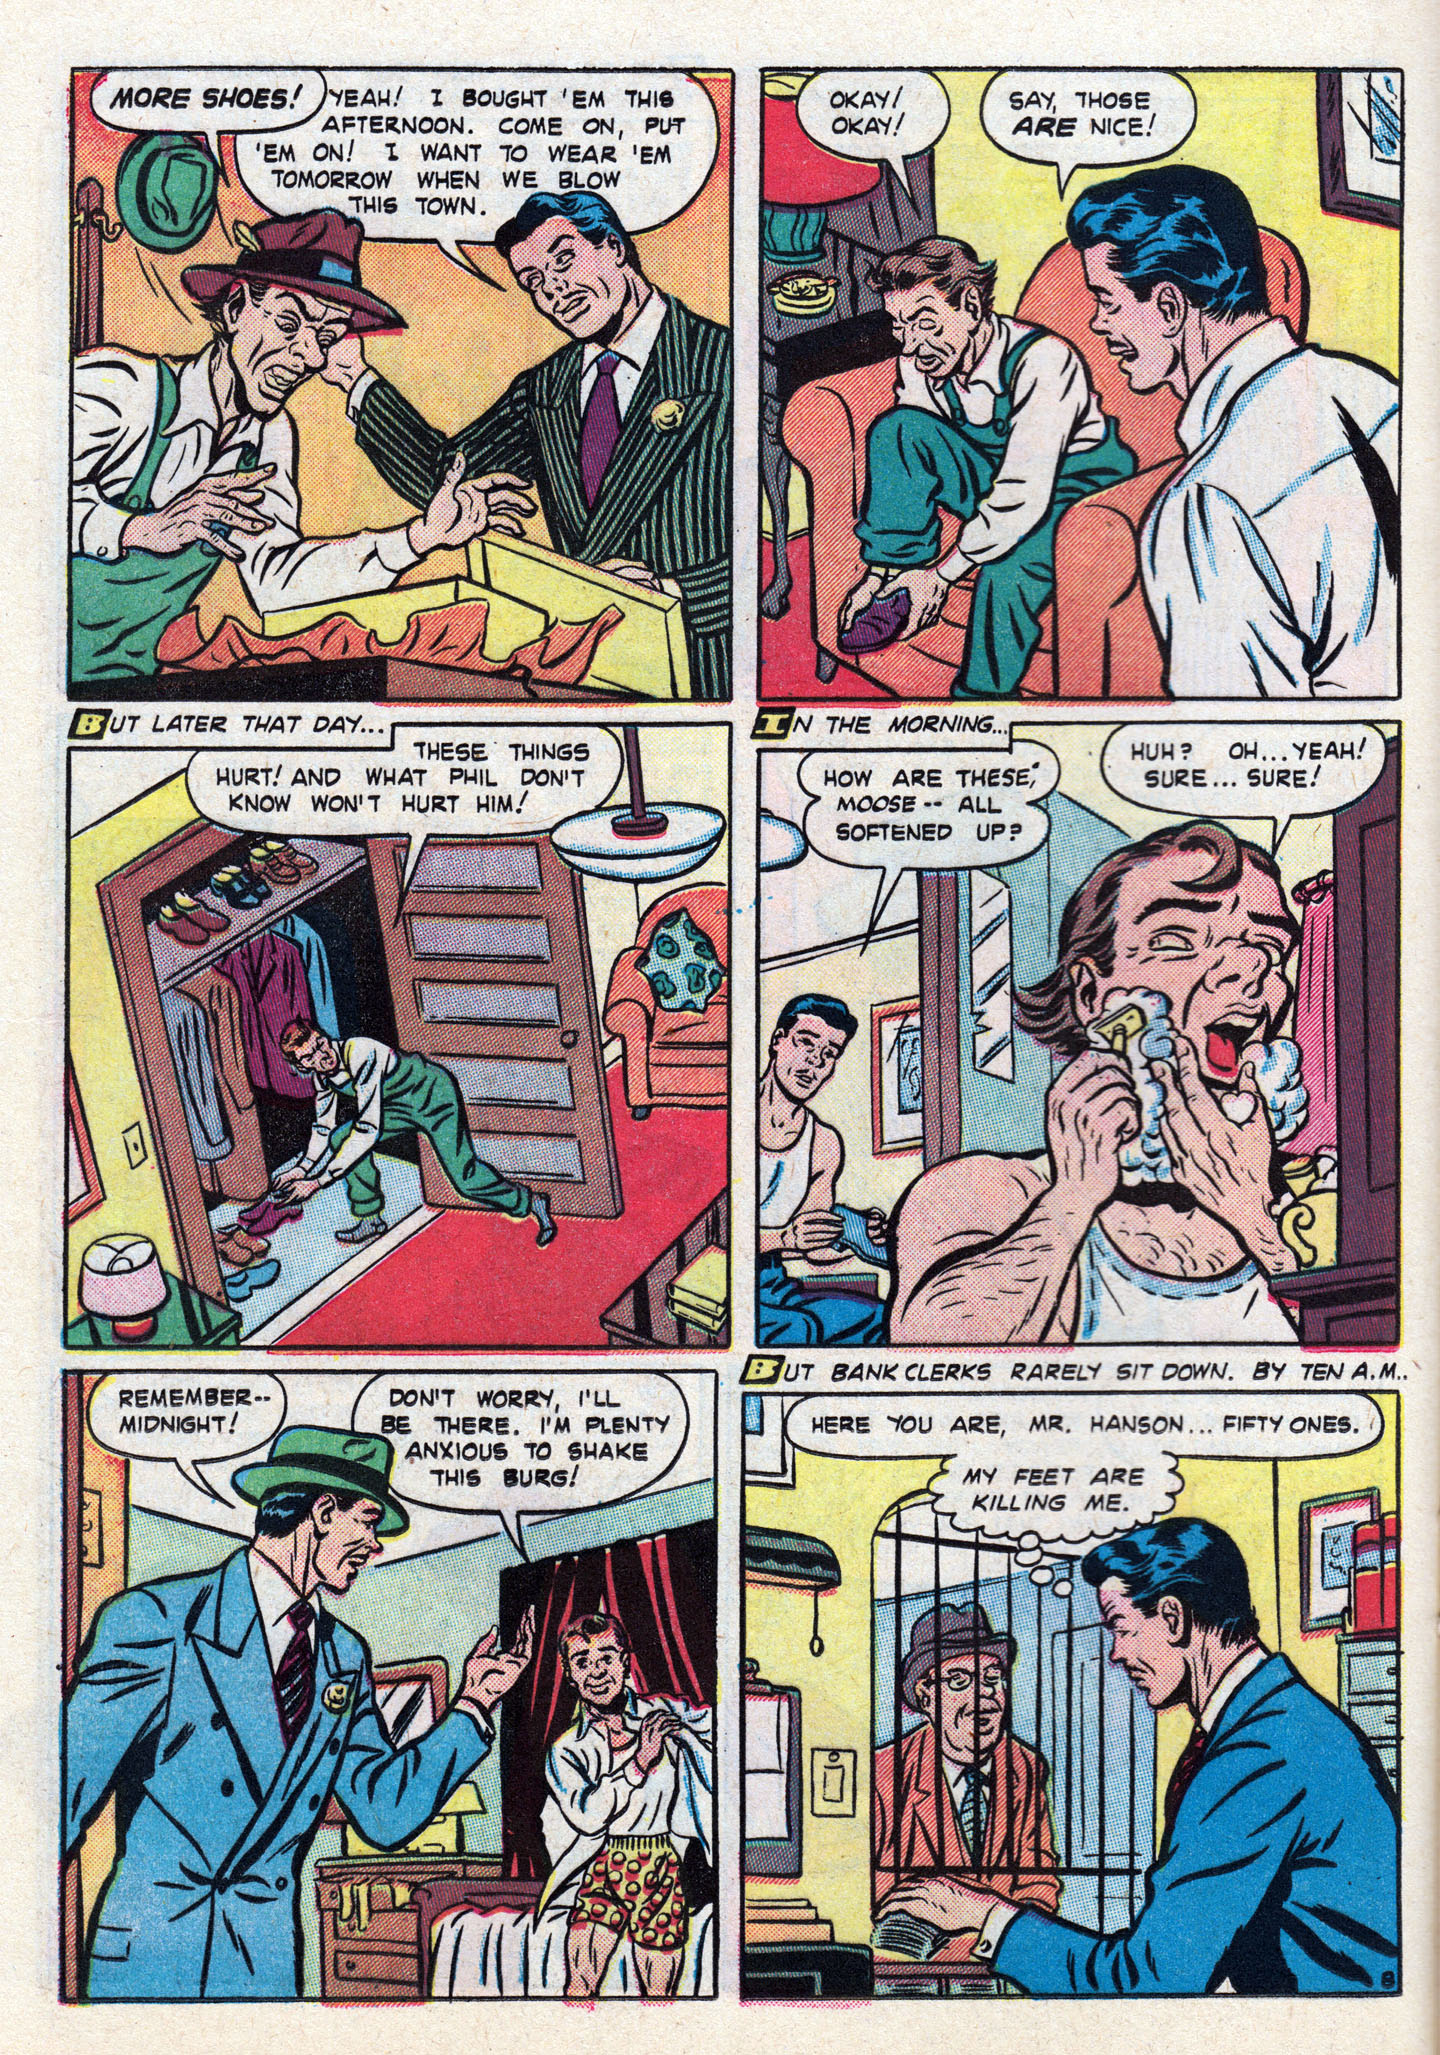 MORE SHOES!
YEAH! I BOUGHT 'EM THIS
AFTERNOON. COME ON, PUT
'EM ON! I WANT TO WEAR 'EM
TOMORROW WHEN WE BLOW
THIS TOWN.
OKAY!
OKAY!
SAY, THOSE
ARE NICE!
BUT LATER THAT DAY...
THESE THINGS
HURT! AND WHAT PHIL DON'T
KNOW WON'T HURT HIM!
IN THE MORNING...
HOW ARE THESE,
MOOSE-- ALL
SOFTENED UP?
HUH? OH...YEAH!
SURE...SURE!
REMEMBER--
MIDNIGHT!
DON'T WORRY, I'LL
BE THERE. I'M PLENTY
ANXIOUS TO SHAKE
THIS BURG!
BUT BANK CLERKS RARELY SIT DOWN. BY TEN A.M..
HERE YOU ARE, MR. HANSON... FIFTY ONES.
MY FEET ARE
KILLING ME.
8